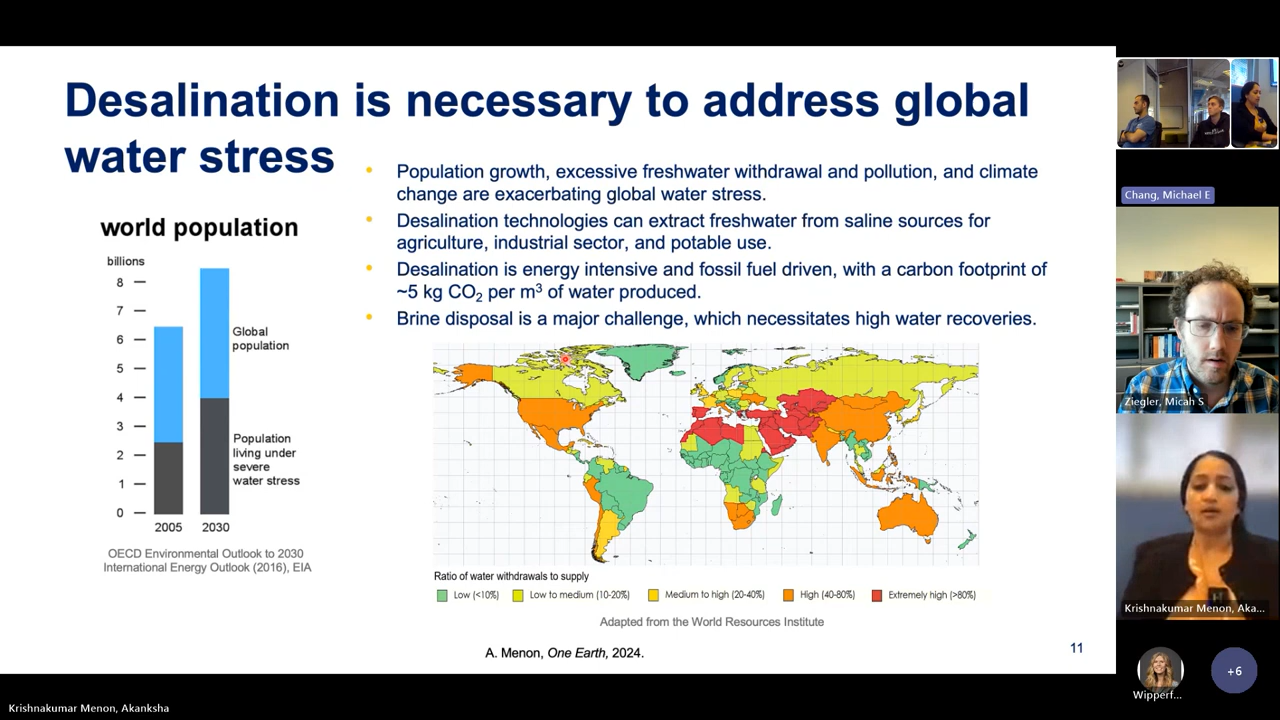 Desalination is necessary to address global
water stress
• Population growth, excessive freshwater withdrawal and pollution, and climate
change are exacerbating global water stress.
• Desalination technologies can extract freshwater from saline sources for
agriculture, industrial sector, and potable use.
• Desalination is energy intensive and fossil fuel driven, with a carbon footprint of
~5 kg CO2 per m3 of water produced.
• Brine disposal is a major challenge, which necessitates high water recoveries.
world population
billions
8
7
6
5
4
3
2
1
0
Global
population
Population
living under
severe
water stress
2005
2030
OECD Environmental Outlook to 2030
International Energy Outlook (2016), EIA
Ratio of water withdrawals to supply
Low (<10%)
Low to medium (10-20%)
Medium to high (20-40%)
High (40-80%)
Extremely high (>80%)
Adapted from the World Resources Institute
A. Menon, One Earth, 2024.
11
Chang, Michael E
Ziegler, Micah S
Krishnakumar Menon, Aka...
Wipperf...
+6
Krishnakumar Menon, Akanksha